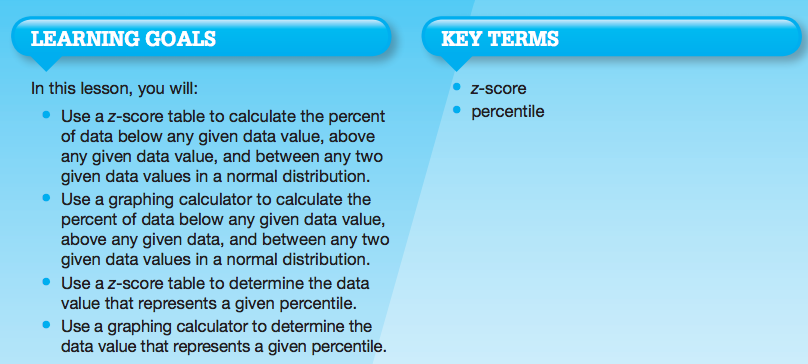 LEARNING GOALS
In this lesson, you will:
• Use a z-score table to calculate the percent
of data below any given data value, above
any given data value, and between any two
given data values in a normal distribution.
• Use a graphing calculator to calculate the
percent of data below any given data value,
above any given data, and between any two
given data values in a normal distribution.
• Use a z-score table to determine the data
value that represents a given percentile.
• Use a graphing calculator to determine the
data value that represents a given percentile.
KEY TERMS
• z-score
• percentile